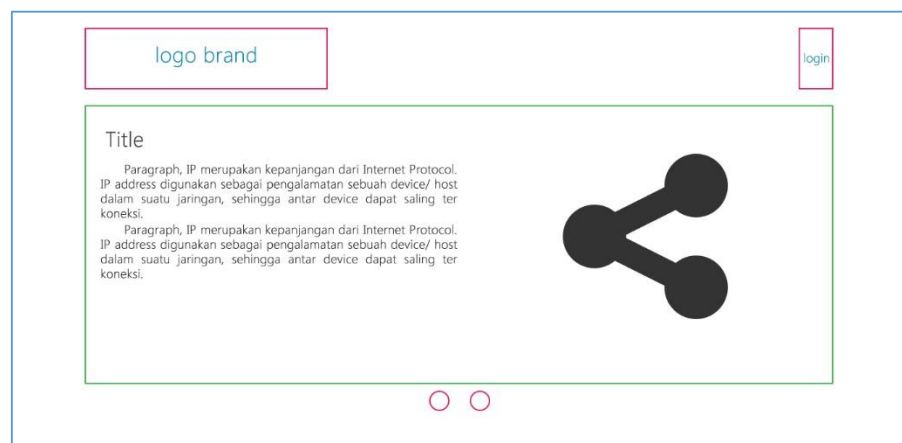 logo brand
login
Title
Paragraph, IP merupakan kepanjangan dari Internet Protocol.
IP address digunakan sebagai pengalamatan sebuah device/ host
dalam suatu jaringan, sehingga antar device dapat saling ter
koneksi.
Paragraph, IP merupakan kepanjangan dari Internet Protocol.
IP address digunakan sebagai pengalamatan sebuah device/ host
dalam suatu jaringan, sehingga antar device dapat saling ter
koneksi.